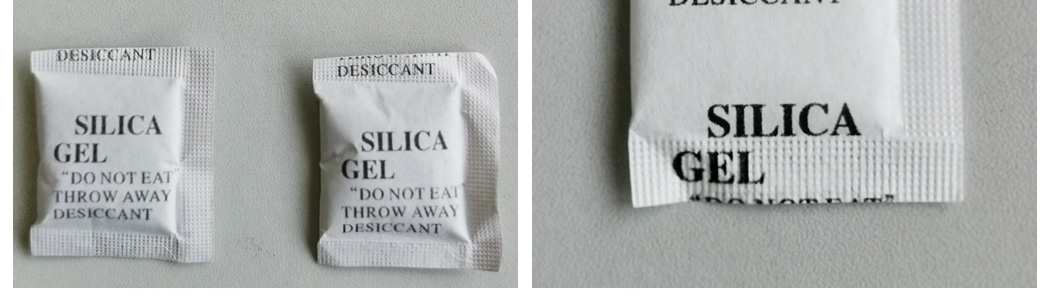 DESICCANT
SILICA
GEL
"DO NOT EAT"
THROW AWAY
DESICCANT
DESICCANT
SILICA
GEL
"DO NOT EAT
THROW AWAY
DESICCANT
DESICCANT
SILICA
GEL
"DO NOT EAT"